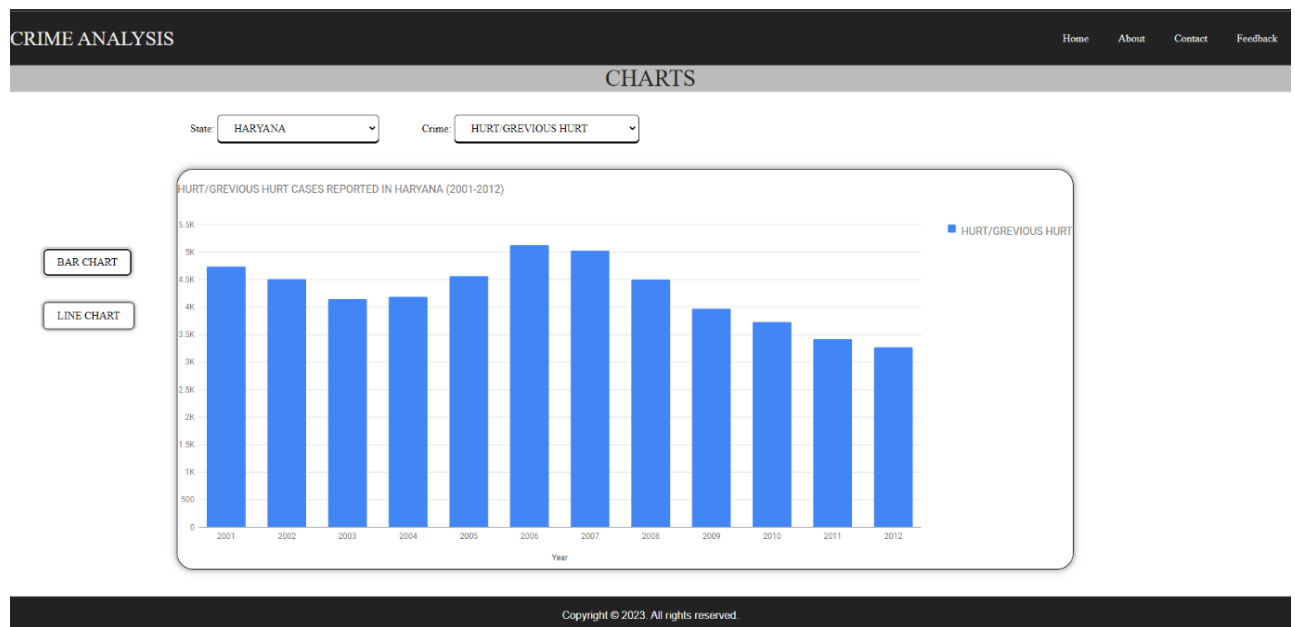 CRIME ANALYSIS
Home About Contact Feedback
CHARTS
State: HARYANA Crime: HURT/GREVIOUS HURT
BAR CHART
LINE CHART
HURT/GREVIOUS HURT CASES REPORTED IN HARYANA (2001-2012)
HURT/GREVIOUS HURT
5.5K
5K
4.5K
4K
3.5K
3K
2.5K
2K
1.5K
1K
500
0
2001 2002 2003 2004 2005 2006 2007 2008 2009 2010 2011 2012
Year
Copyright © 2023. All rights reserved.